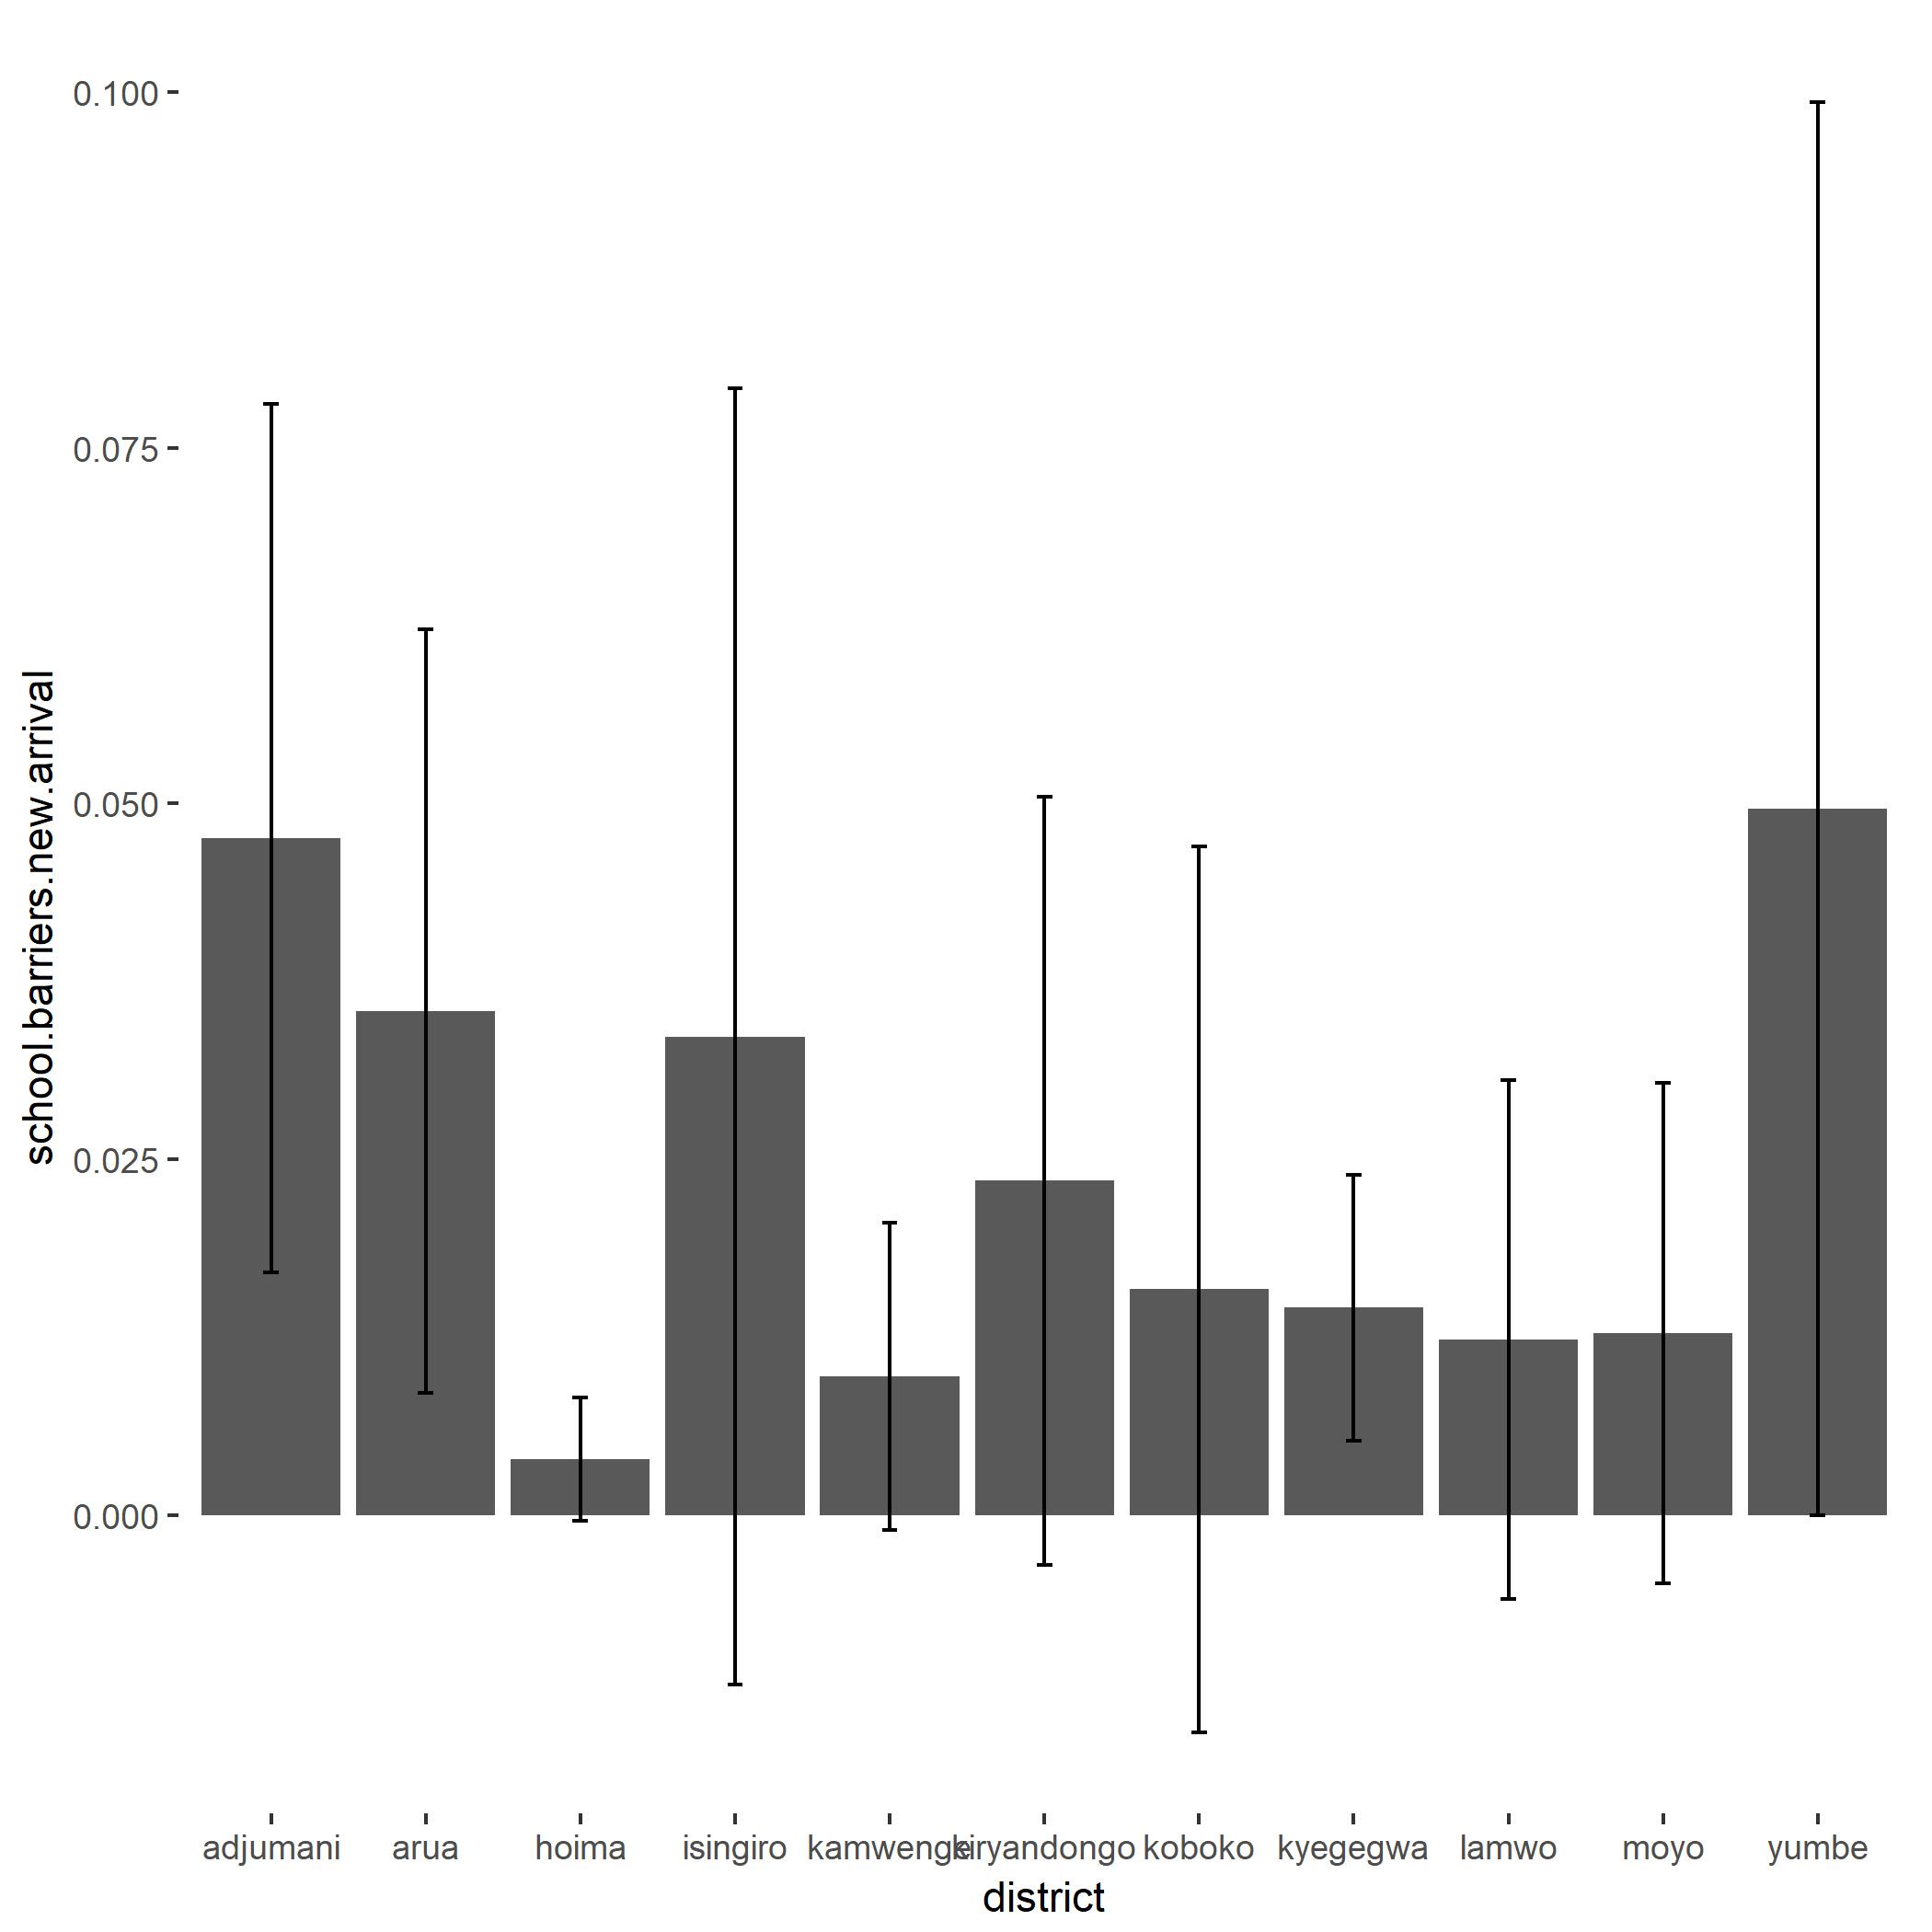 school.barriers.new.arrival
0.100
0.075
0.050
0.025
0.000
adjumani arua hoima isingiro kamwenge kiryandongo koboko kyegegwa lamwo moyo yumbe
district